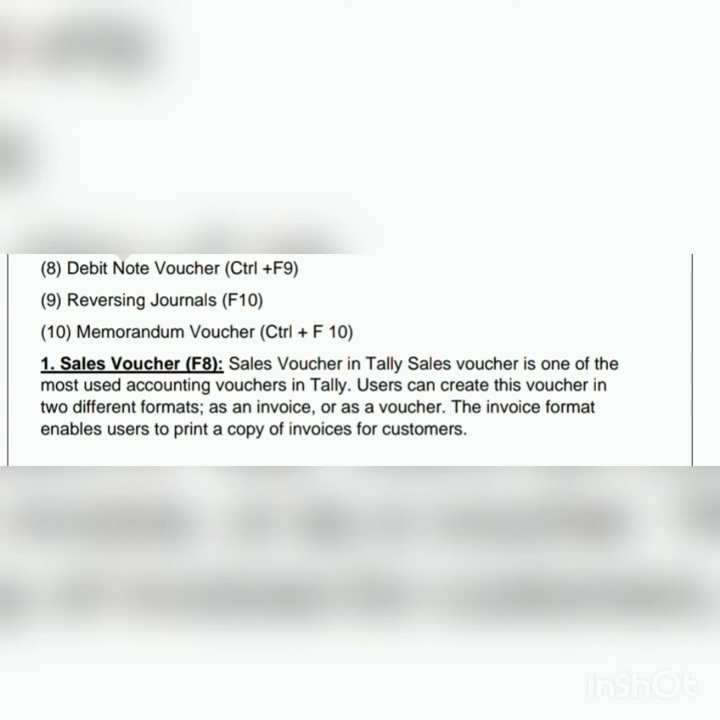 (8) Debit Note Voucher (Ctrl +F9)
(9) Reversing Journals (F10)
(10) Memorandum Voucher (Ctrl + F 10)
1. Sales Voucher (F8): Sales Voucher in Tally Sales voucher is one of the
most used accounting vouchers in Tally. Users can create this voucher in
two different formats; as an invoice, or as a voucher. The invoice format
enables users to print a copy of invoices for customers.
InShOt